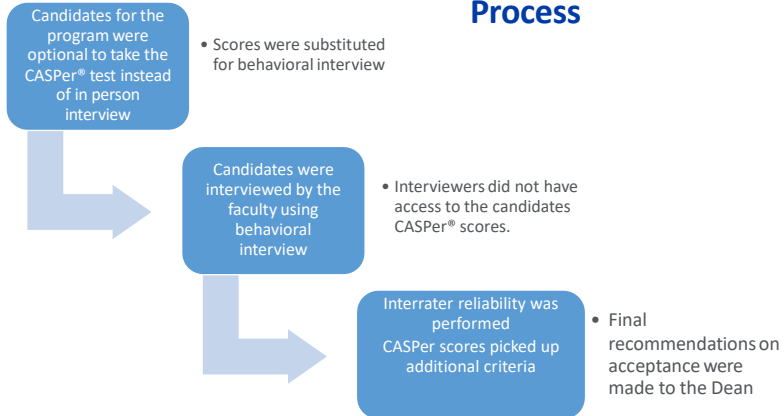 Process
Candidates for the
program were
optional to take the
CASPer® test instead
of in person
interview
• Scores were substituted
for behavioral interview
Candidates were
interviewed by the
faculty using
behavioral
interview
• Interviewers did not have
access to the candidates
CASPer® scores.
Interrater reliability was
performed
CASPer scores picked up
additional criteria
• Final
recommendations on
acceptance were
made to the Dean